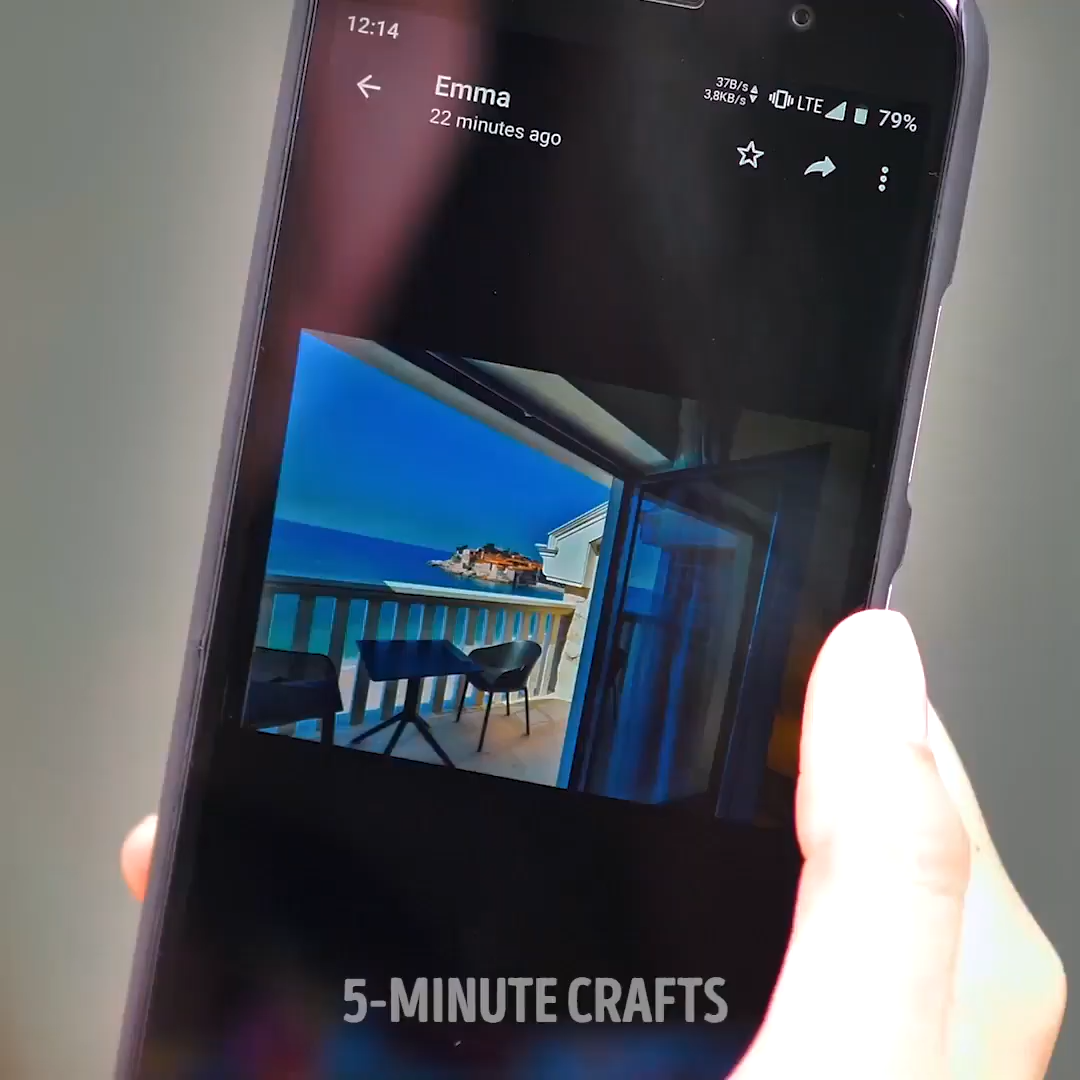 12:14
Emma
22 minutes ago
37B/s
3,8KB/s
LTE
79%
5-MINUTE CRAFTS